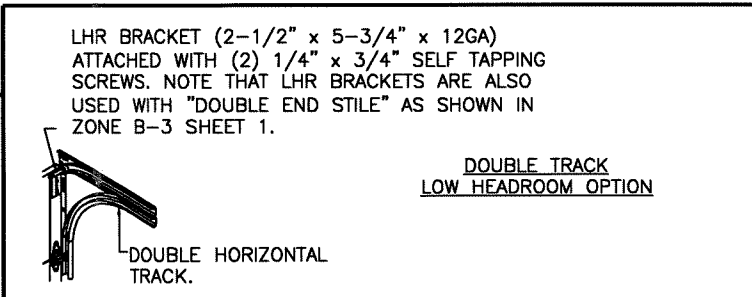 LHR BRACKET (2-1/2" x 5-3/4" x 12GA)
ATTACHED WITH (2) 1/4" x 3/4" SELF TAPPING
SCREWS. NOTE THAT LHR BRACKETS ARE ALSO
USED WITH "DOUBLE END STILE" AS SHOWN IN
ZONE B-3 SHEET 1.
DOUBLE TRACK
LOW HEADROOM OPTION
DOUBLE HORIZONTAL
TRACK.